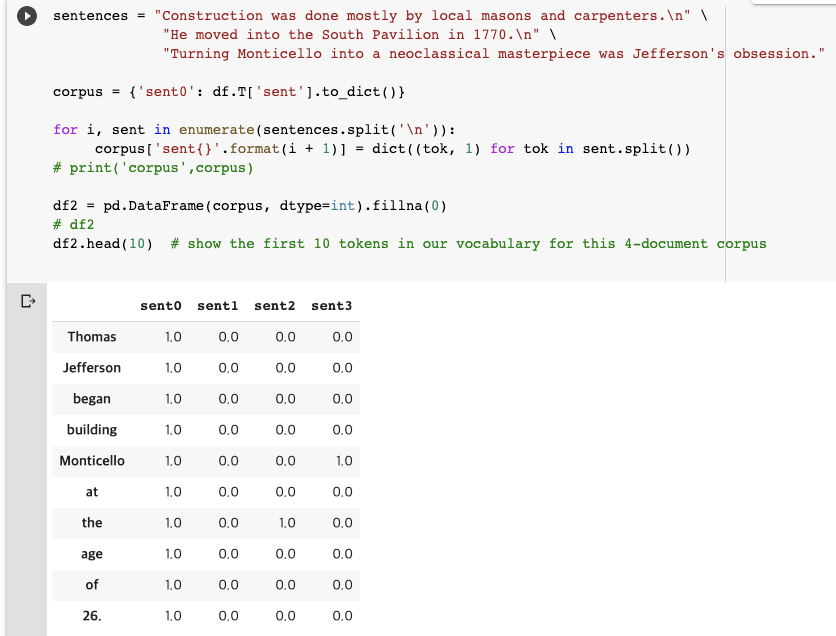 sentences = "Construction was done mostly by local masons and carpenters.\n" \
"He moved into the South Pavilion in 1770.\n" \
"Turning Monticello into a neoclassical masterpiece was Jefferson's obsession."
corpus = {'sent0': df.T['sent'].to_dict()}
for i, sent in enumerate(sentences.split('\n')):
corpus['sent{}'.format(i + 1)] = dict((tok, 1) for tok in sent.split())
# print('corpus',corpus)
df2 = pd.DataFrame(corpus, dtype=int).fillna(0)
# df2
df2.head(10)  # show the first 10 tokens in our vocabulary for this 4-document corpus
sent0 sent1 sent2 sent3
Thomas 1.0 0.0 0.0 0.0
Jefferson 1.0 0.0 0.0 0.0
began 1.0 0.0 0.0 0.0
building 1.0 0.0 0.0 0.0
Monticello 1.0 0.0 0.0 1.0
at 1.0 0.0 0.0 0.0
the 1.0 0.0 1.0 0.0
age 1.0 0.0 0.0 0.0
of 1.0 0.0 0.0 0.0
26. 1.0 0.0 0.0 0.0